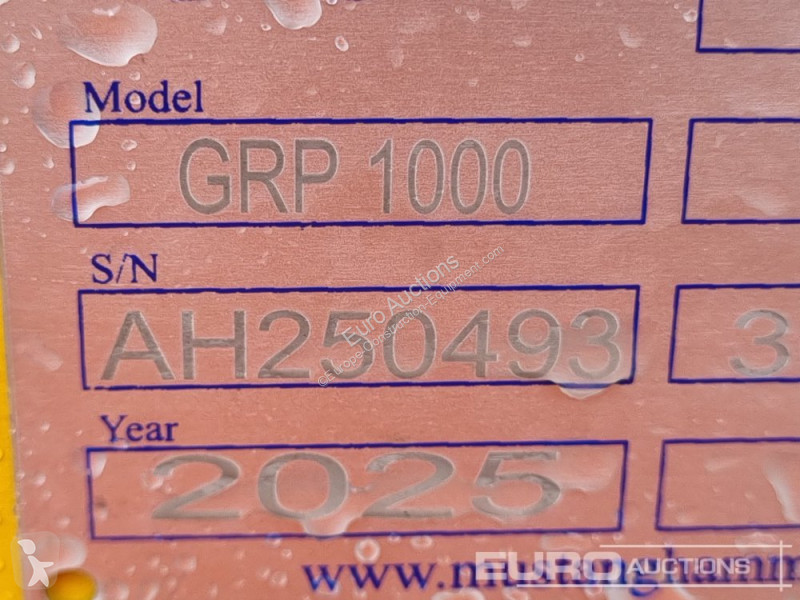 Model
GRP 1000
S/N
AH250493 3
Year
2025
EURO AUCTIONS
Euro Auctions